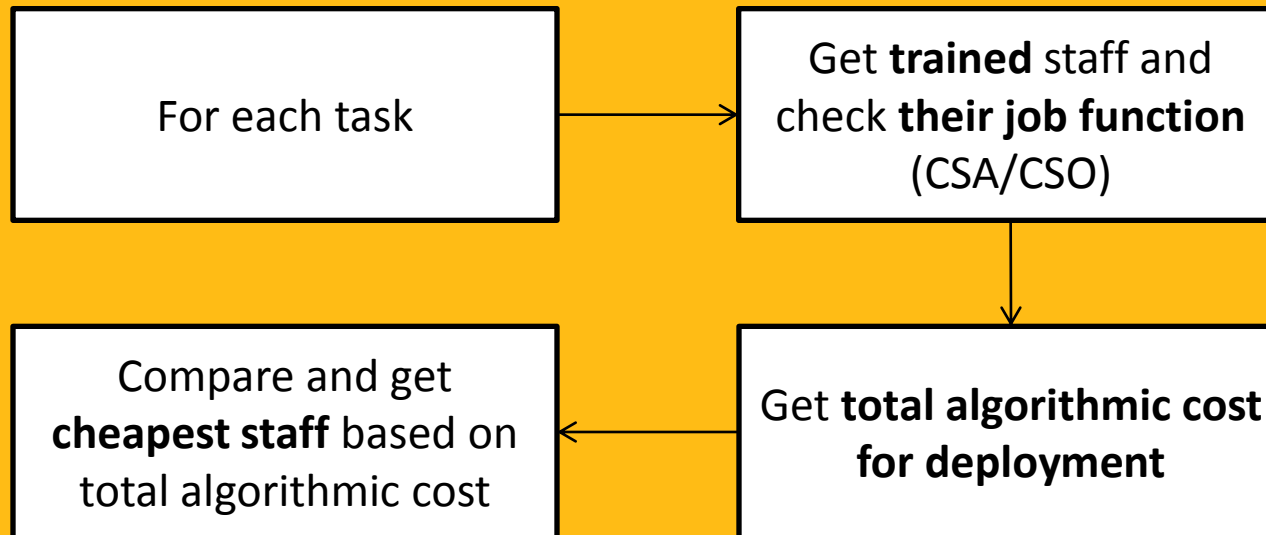 For each task
Get trained staff and
check their job function
(CSA/CSO)
Get total algorithmic cost
for deployment
Compare and get
cheapest staff based on
total algorithmic cost